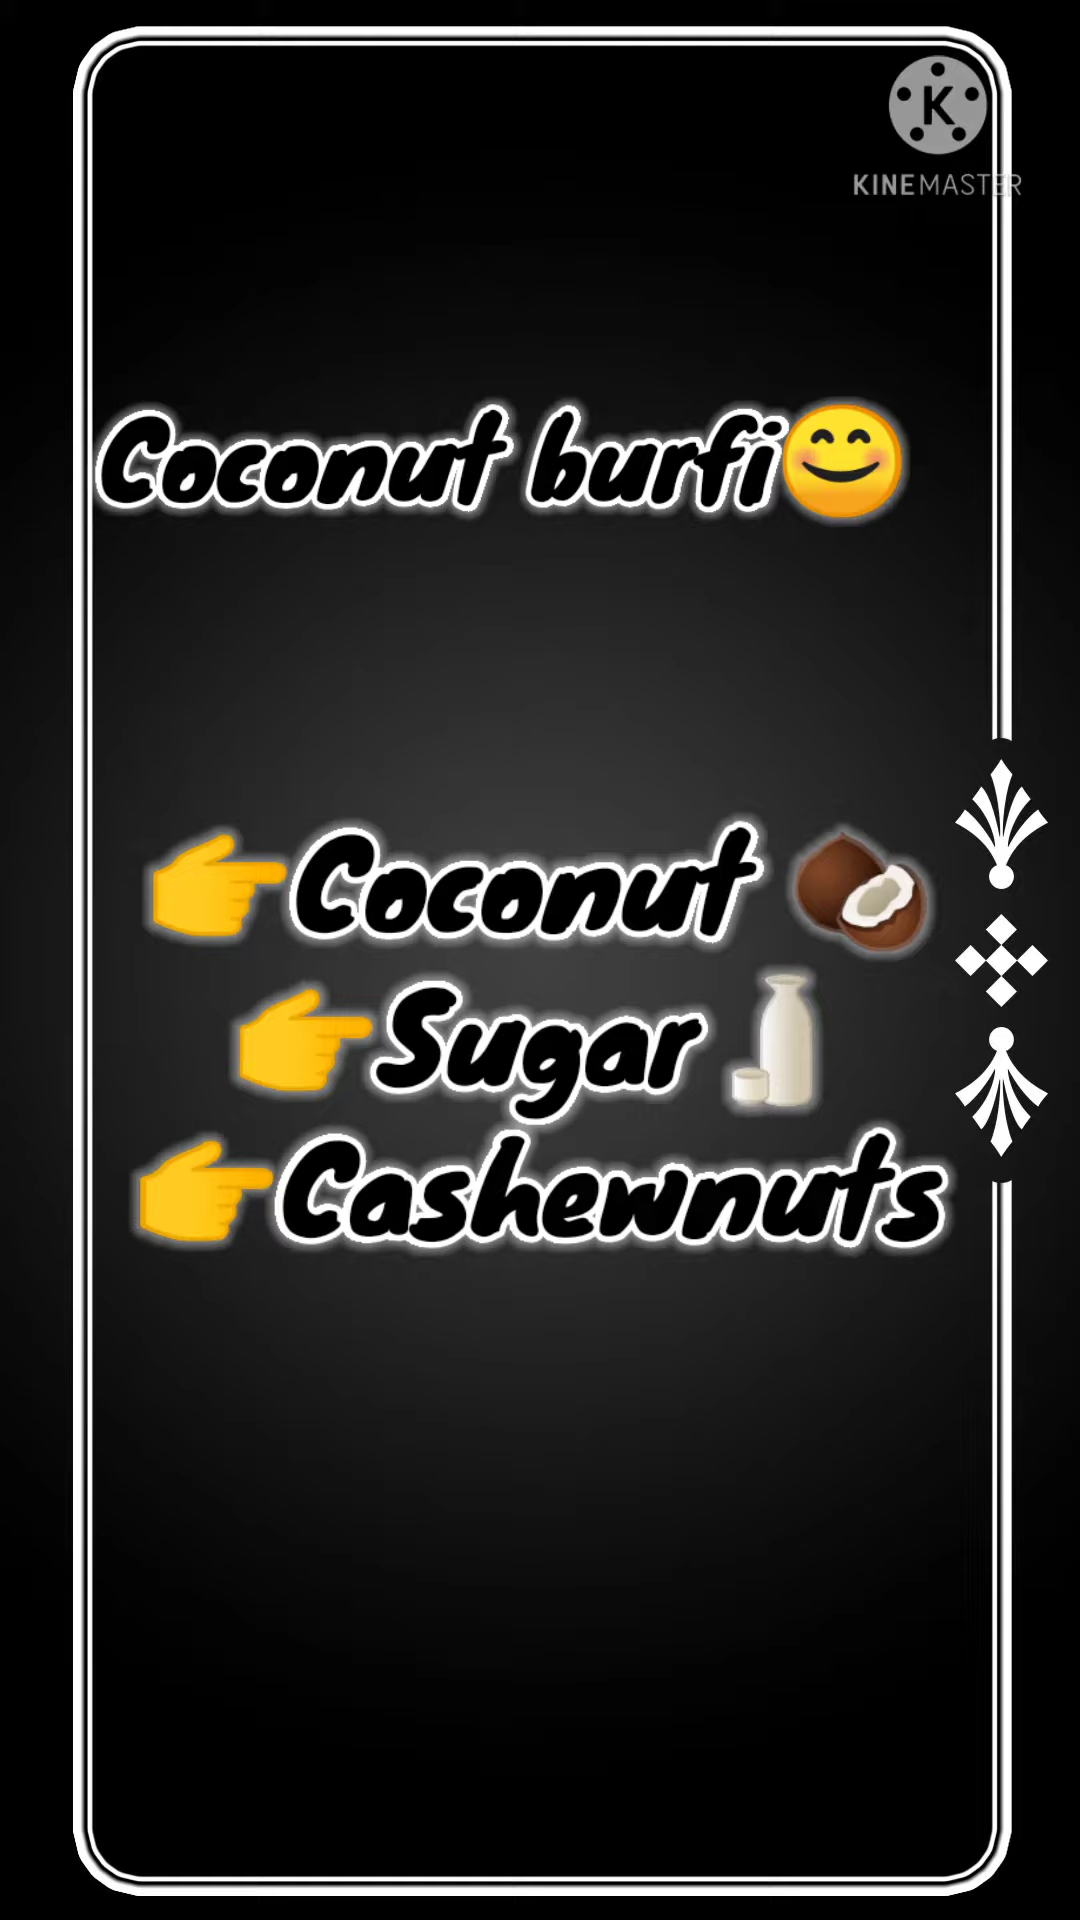 KINEMASTER
Coconut burfi😊
👉Coconut 🥥
👉Sugar 🍶
👉Cashewnuts